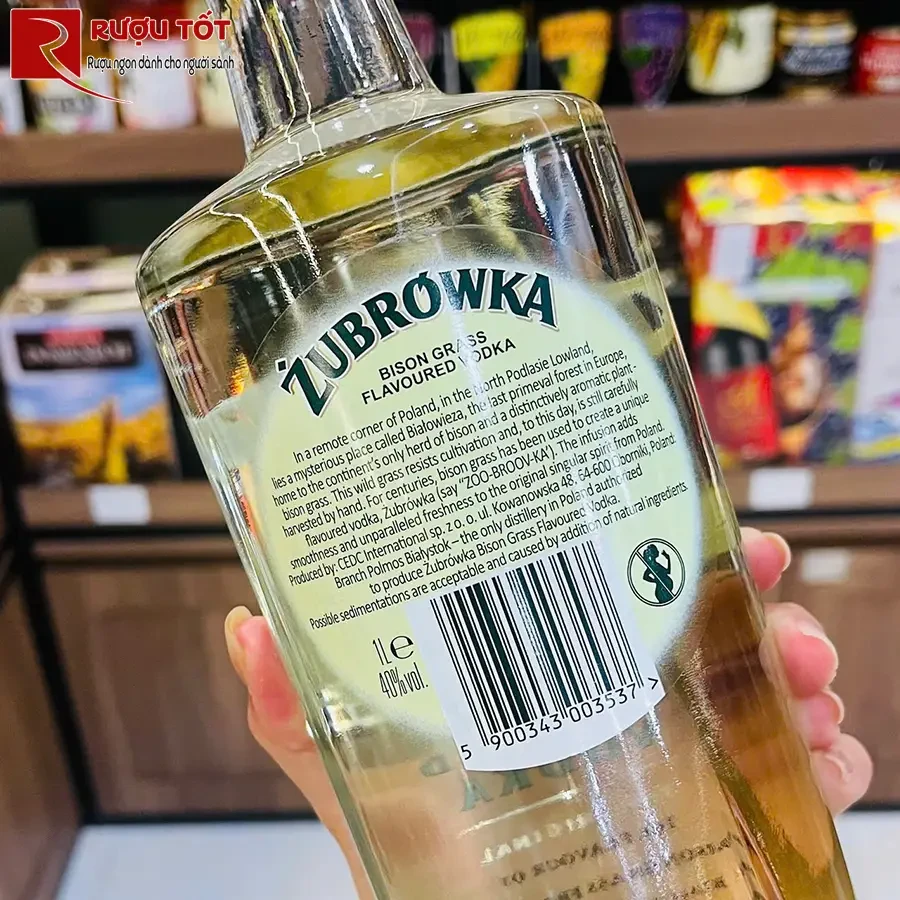 RƯỢU TỐT
Rượu ngon dành cho người sành
ŻUBRÓWKA
BISON GRASS
FLAVOURED VODKA
In a remote corner of Poland, in the North Podlasie Lowland,
lies a mysterious place called Białowieza, the last primeval forest in Europe,
home to the continent's only herd of bison and a distinctively aromatic plant -
bison grass. This wild grass resists cultivation and, to this day, is still carefully
harvested by hand. For centuries, bison grass has been used to create a unique
flavoured vodka, Żubrówka (say "ZOO-BROOV-KA'). The infusion adds
smoothness and unparalleled freshness to the original singular spirit from Poland.
Produced by: CEDC International sp. z o. o. ul. Kowanowska 48, 64-600 Oborniki, Poland.
Branch Polmos Białystok – the only distillery in Poland authorized
to produce Żubrówka Bison Grass Flavoured Vodka.
Possible sedimentations are acceptable and caused by addition of natural ingredients
1L e
40%vol.
5 900343 003537 >